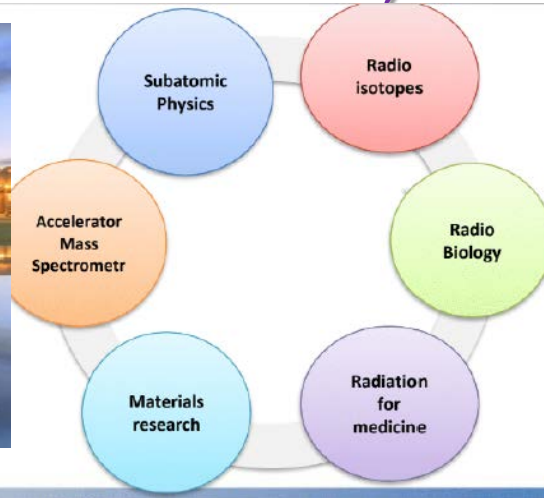 Subatomic
Physics
Radio
isotopes
Accelerator
Mass
Spectrometr
Radio
Biology
Materials
research
Radiation
for
medicine